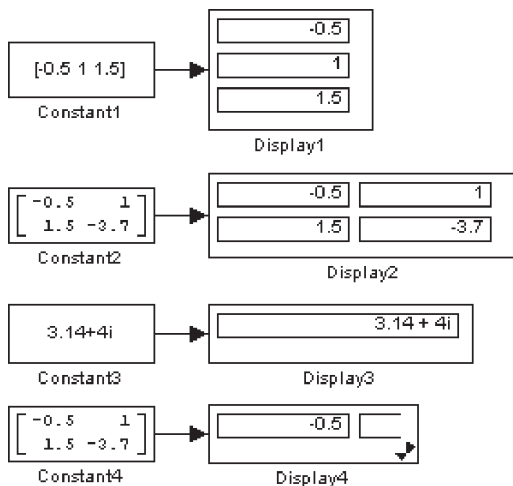 [-0.5 1 1.5]
Constant1
-0.5
1
1.5
Display1
-0.5 1
1.5 -3.7
Constant2
-0.5 1
1.5 -3.7
Display2
3.14+4i
Constant3
3.14 + 4i
Display3
-0.5 1
1.5 -3.7
Constant4
-0.5
Display4